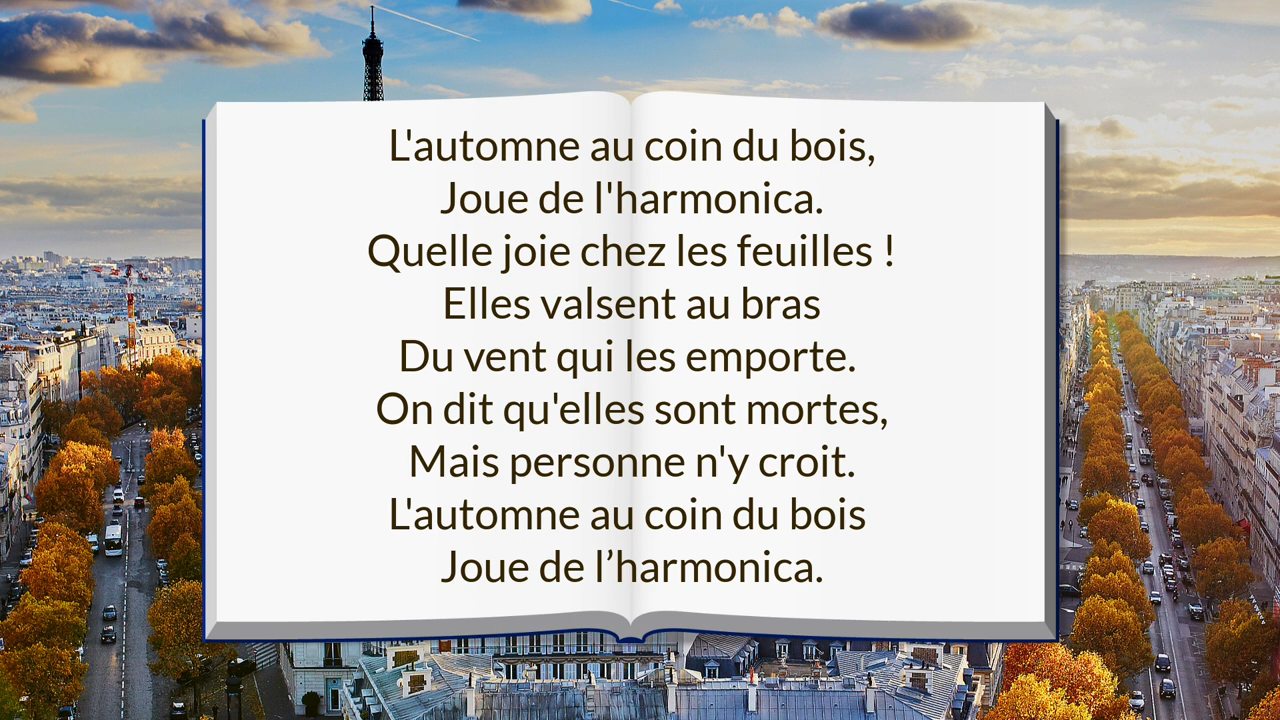 L'automne au coin du bois,
Joue de l'harmonica.
Quelle joie chez les feuilles !
Elles valsent au bras
Du vent qui les emporte.
On dit qu'elles sont mortes,
Mais personne n'y croit.
L'automne au coin du bois
Joue de l’harmonica.